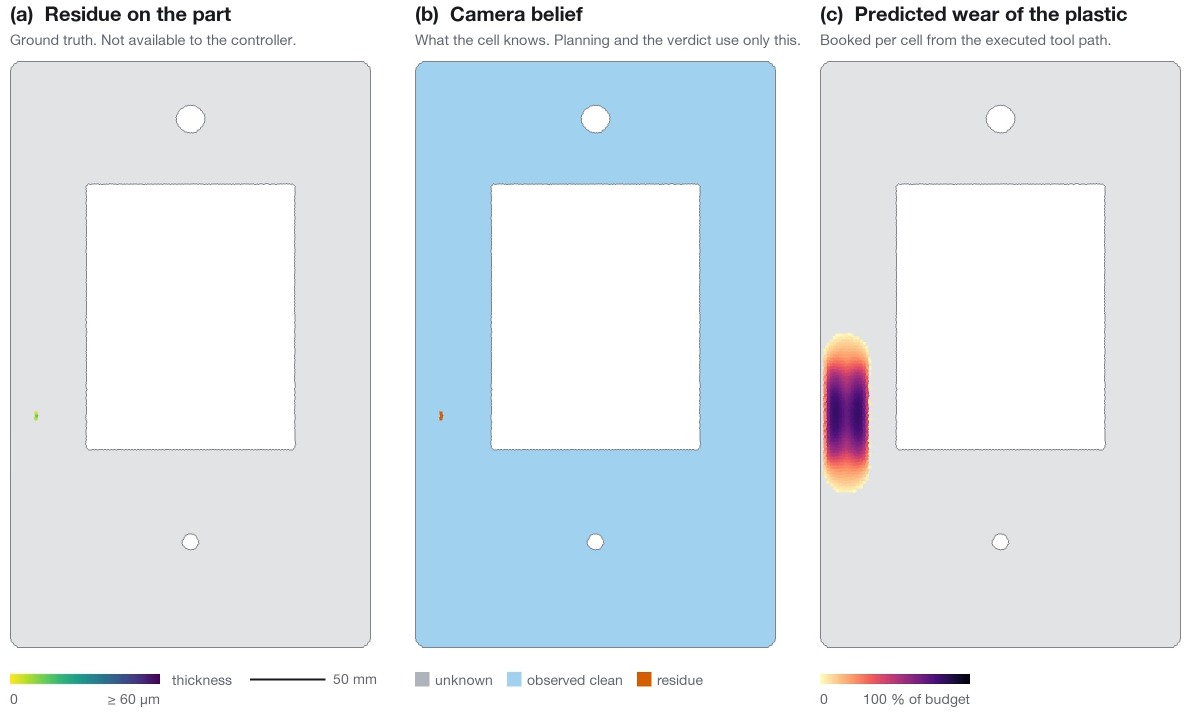 (a) Residue on the part
Ground truth. Not available to the controller.
(b) Camera belief
What the cell knows. Planning and the verdict use only this.
(c) Predicted wear of the plastic
Booked per cell from the executed tool path.
thickness
50 mm
0
≥ 60 µm
unknown
observed clean
residue
0
100 % of budget